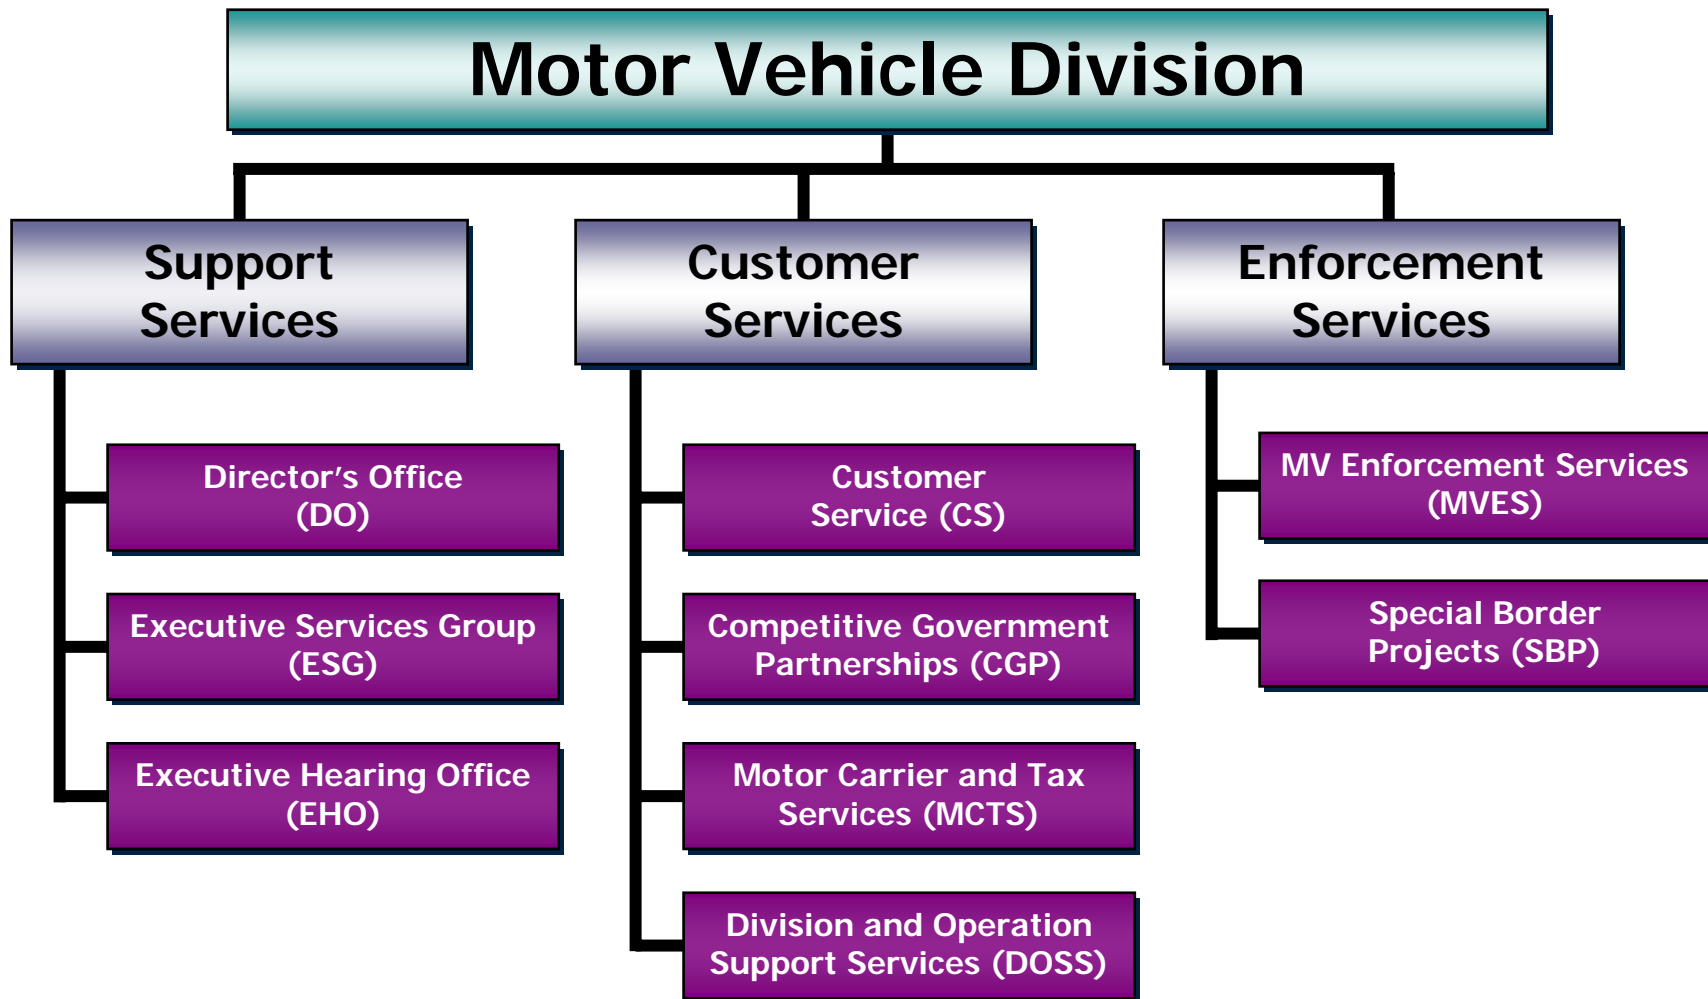 Motor Vehicle Division
Support
Services
Customer
Services
Enforcement
Services
Director's Office
(DO)
Executive Services Group
(ESG)
Executive Hearing Office
(EHO)
Customer
Service (CS)
Competitive Government
Partnerships (CGP)
Motor Carrier and Tax
Services (MCTS)
Division and Operation
Support Services (DOSS)
MV Enforcement Services
(MVES)
Special Border
Projects (SBP)